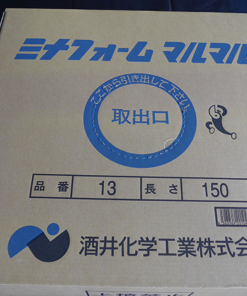 ミナフォーム マルマル
ここから引き出して下さい
取出口
品番 13 長さ 150
酒井化学工業株式会